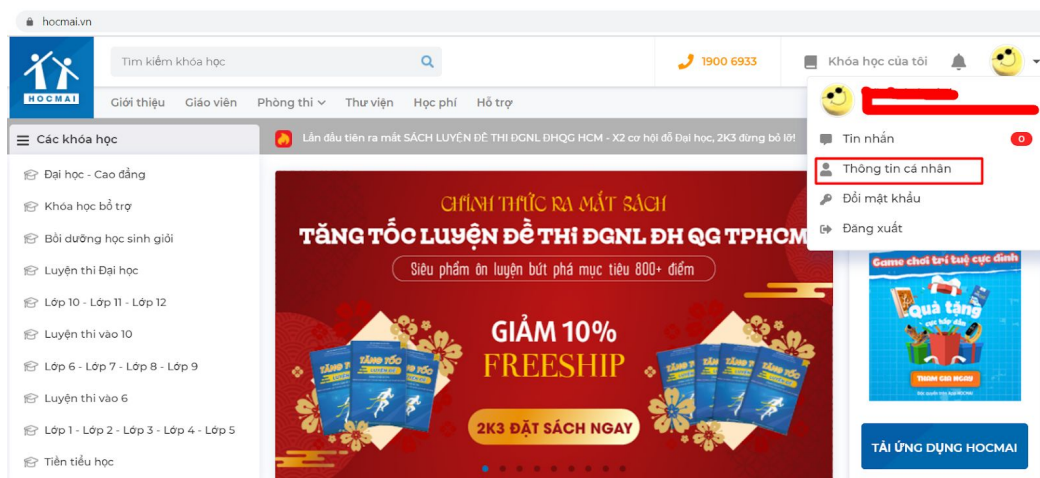 hocmai.vn
HOCMAI
Tìm kiếm khóa học
1900 6933
Khóa học của tôi
Giới thiệu Giáo viên Phòng thi Thư viện Học phí Hỗ trợ
Tin nhắn 0
Thông tin cá nhân
Đổi mật khẩu
Đăng xuất
Các khóa học
Lần đầu tiên ra mắt SÁCH LUYỆN ĐỀ THI ĐGNL ĐHQG HCM - X2 cơ hội đỗ Đại học, 2K3 đừng bỏ lỡ!
Đại học - Cao đẳng
Khóa học bổ trợ
Bồi dưỡng học sinh giỏi
Luyện thi Đại học
Lớp 10 - Lớp 11 - Lớp 12
Luyện thi vào 10
Lớp 6 - Lớp 7 - Lớp 8 - Lớp 9
Luyện thi vào 6
Lớp 1 - Lớp 2 - Lớp 3 - Lớp 4 - Lớp 5
Tiền tiểu học
CHÍNH THỨC RA MẮT SÁCH
TĂNG TỐC LUYỆN ĐỀ THI ĐGNL ĐH QG TPHCM
Siêu phẩm ôn luyện bứt phá mục tiêu 800+ điểm
GIẢM 10%
FREESHIP
TĂNG TỐC
2K3 ĐẶT SÁCH NGAY
Game chơi trí tuệ cực đỉnh
Quà tặng
cực hấp dẫn
THAM GIA NGAY
TẢI ỨNG DỤNG HOCMAI